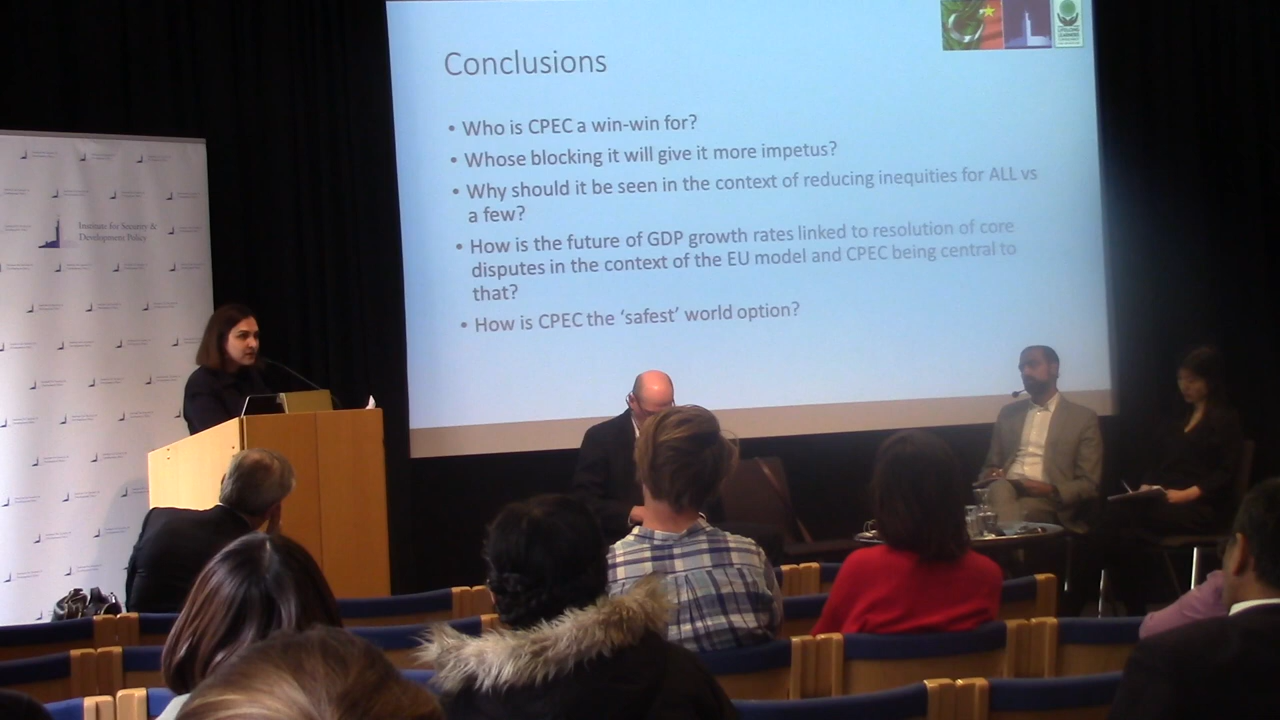 Conclusions
• Who is CPEC a win-win for?
• Whose blocking it will give it more impetus?
• Why should it be seen in the context of reducing inequities for ALL vs
a few?
• How is the future of GDP growth rates linked to resolution of core
disputes in the context of the EU model and CPEC being central to
that?
• How is CPEC the ‘safest’ world option?
Institute for Security &
Development Policy